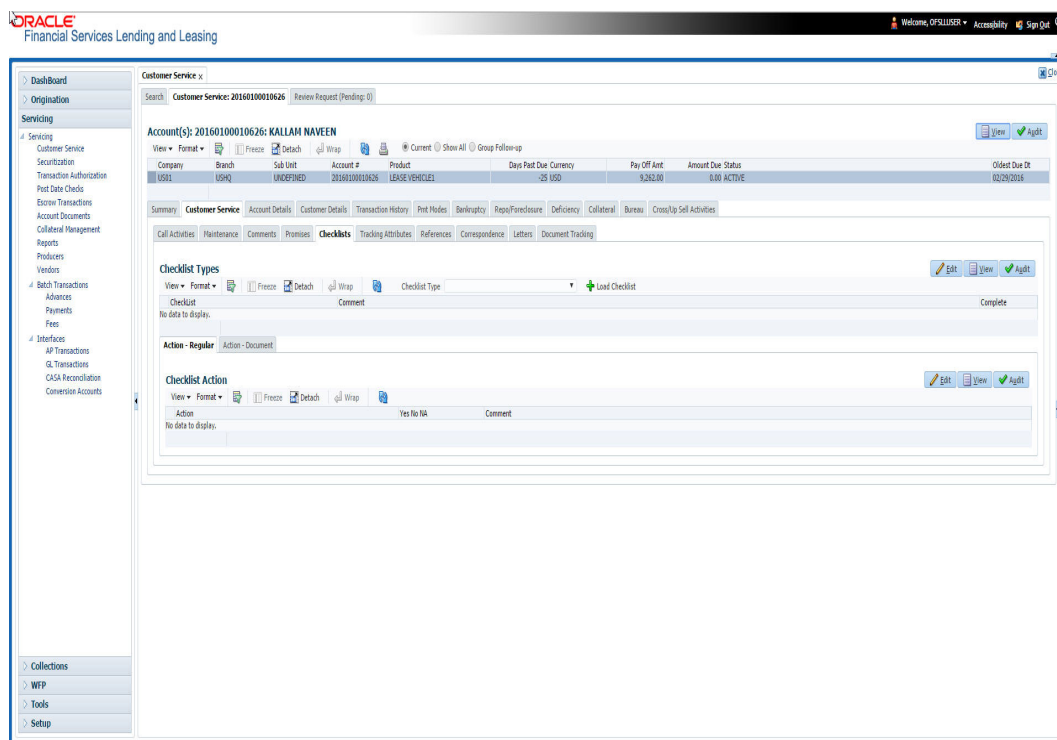 ORACLE
Financial Services Lending and Leasing
Welcome, OFSLLUSER Accessibility Sign Out
DashBoard
Origination
Servicing
Servicing
Customer Service
Securitization
Transaction Authorization
Post Date Checks
Escrow Transactions
Account Documents
Collateral Management
Reports
Producers
Vendors
Batch Transactions
Advances
Payments
Fees
Interfaces
AP Transactions
GL Transactions
CASA Reconciliation
Conversion Accounts
Collections
WFP
Tools
Setup
Customer Service x
Clo
Search Customer Service: 20160100010626 Review Request (Pending: 0)
Account(s): 20160100010626: KALLAM NAVEEN
View Audit
View Format Freeze Detach Wrap Current Show All Group Follow-up
Company Branch Sub Unit Account # Product Days Past Due Currency Pay Off Amt Amount Due Status Oldest Due Dt
US01 USHQ UNDEFINED 20160100010626 LEASE VEHICLE1 -25 USD 9,262.00 0.00 ACTIVE 02/29/2016
Summary Customer Service Account Details Customer Details Transaction History Pmt Modes Bankruptcy Repo/Foreclosure Deficiency Collateral Bureau Cross/Up Sell Activities
Call Activities Maintenance Comments Promises Checklists Tracking Attributes References Correspondence Letters Document Tracking
Checklist Types
Edit View Audit
View Format Freeze Detach Wrap Checklist Type Load Checklist
CheckList Comment Complete
No data to display.
Action - Regular Action - Document
Checklist Action
Edit View Audit
View Format Freeze Detach Wrap
Action Yes No NA Comment
No data to display.